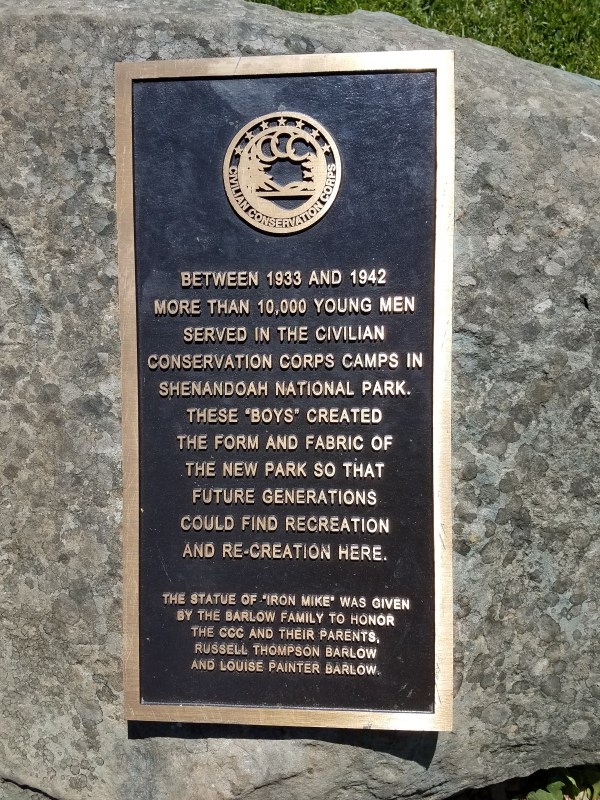 CCC
CIVILIAN CONSERVATION CORPS
BETWEEN 1933 AND 1942
MORE THAN 10,000 YOUNG MEN
SERVED IN THE CIVILIAN
CONSERVATION CORPS CAMPS IN
SHENANDOAH NATIONAL PARK.
THESE "BOYS" CREATED
THE FORM AND FABRIC OF
THE NEW PARK SO THAT
FUTURE GENERATIONS
COULD FIND RECREATION
AND RE-CREATION HERE.
THE STATUE OF "IRON MIKE" WAS GIVEN
BY THE BARLOW FAMILY TO HONOR
THE CCC AND THEIR PARENTS,
RUSSELL THOMPSON BARLOW
AND LOUISE PAINTER BARLOW.